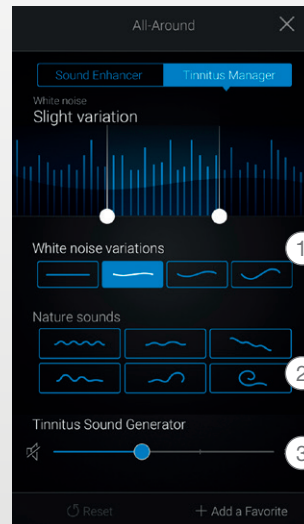 All-Around
Sound Enhancer
Tinnitus Manager
White noise
Slight variation
White noise variations
1
Nature sounds
2
Tinnitus Sound Generator
3
Reset
+ Add a Favorite